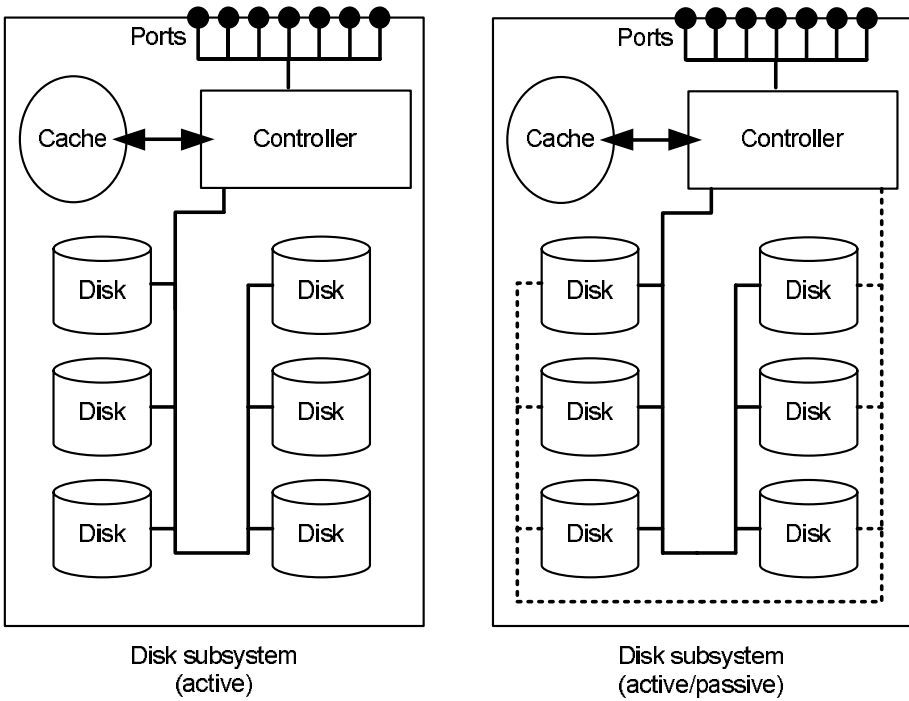 Ports
Cache
Controller
Disk
Disk
Disk
Disk
Disk
Disk
Disk subsystem
(active)
Ports
Cache
Controller
Disk
Disk
Disk
Disk
Disk
Disk
Disk subsystem
(active/passive)